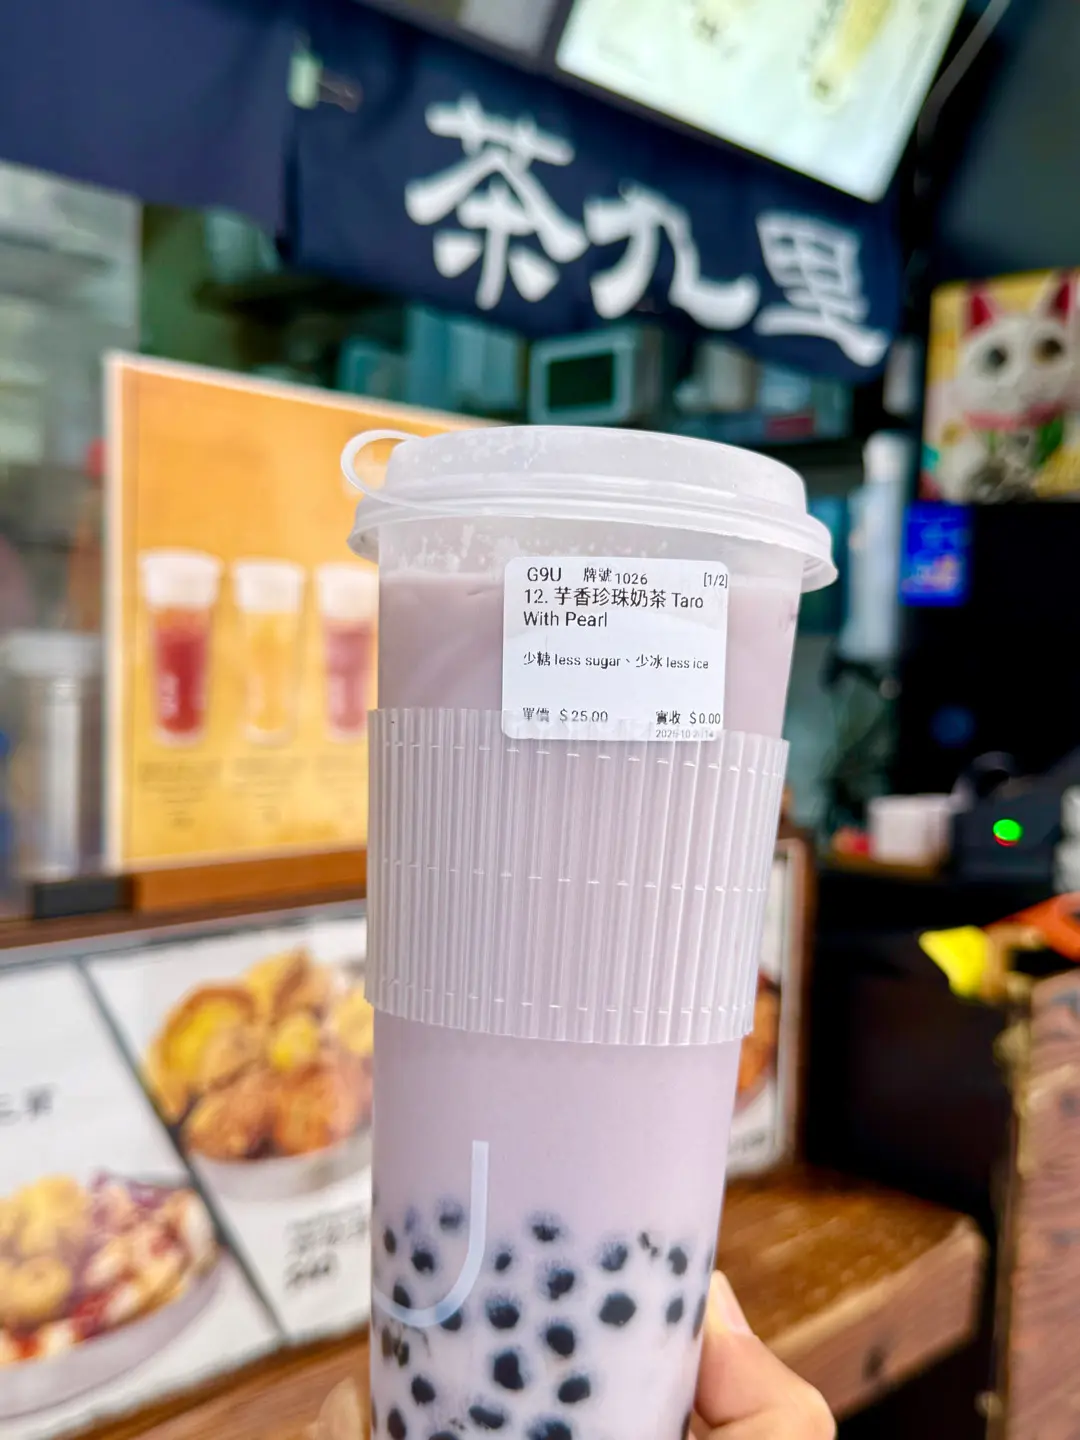 茶九里
G9U 牌號1026 [1/2]
12. 芋香珍珠奶茶 Taro
With Pearl
少糖 less sugar、少冰 less ice
單價 $25.00 實收 $0.00